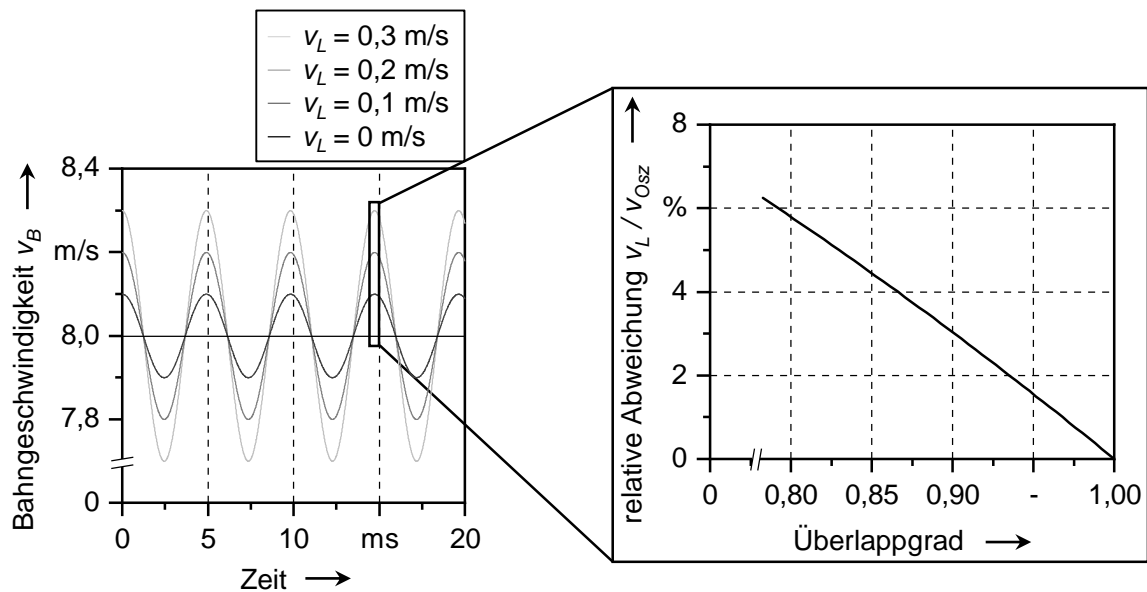 v_L = 0,3 m/s
v_L = 0,2 m/s
v_L = 0,1 m/s
v_L = 0 m/s
Bahngeschwindigkeit v_B
8,4
m/s
8,0
7,8
0
0 5 10 ms 20
Zeit
relative Abweichung v_L / v_Osz
8
%
4
2
0
0 0,80 0,85 0,90 - 1,00
Überlappgrad